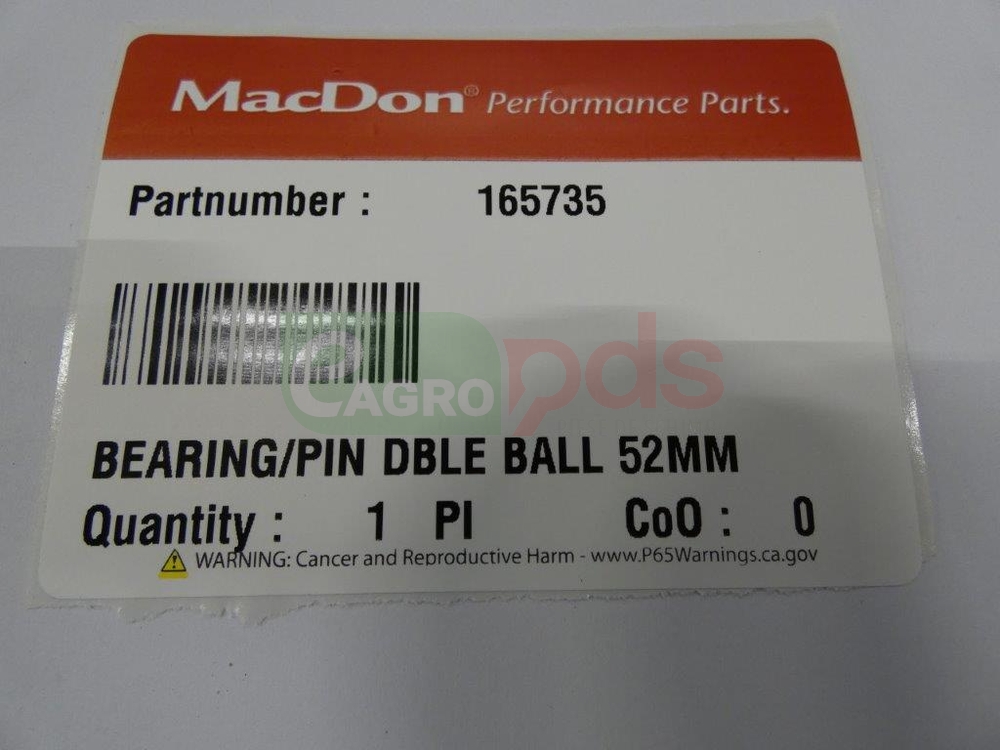 MacDon® Performance Parts.
Partnumber : 165735
eAGRO pds
BEARING/PIN DBLE BALL 52MM
Quantity : 1 PI CoO : 0
WARNING: Cancer and Reproductive Harm - www.P65Warnings.ca.gov